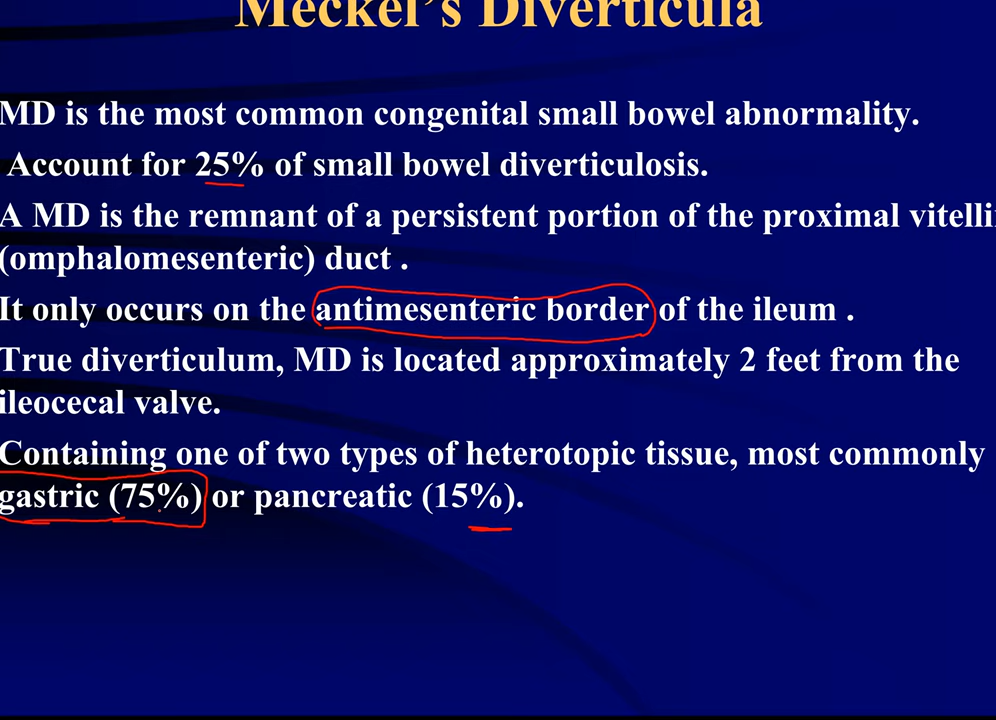 Meckel's Diverticula
MD is the most common congenital small bowel abnormality.
Account for 25% of small bowel diverticulosis.
A MD is the remnant of a persistent portion of the proximal vitelli
(omphalomesenteric) duct .
It only occurs on the antimesenteric border of the ileum .
True diverticulum, MD is located approximately 2 feet from the
ileocecal valve.
Containing one of two types of heterotopic tissue, most commonly
gastric (75%) or pancreatic (15%).